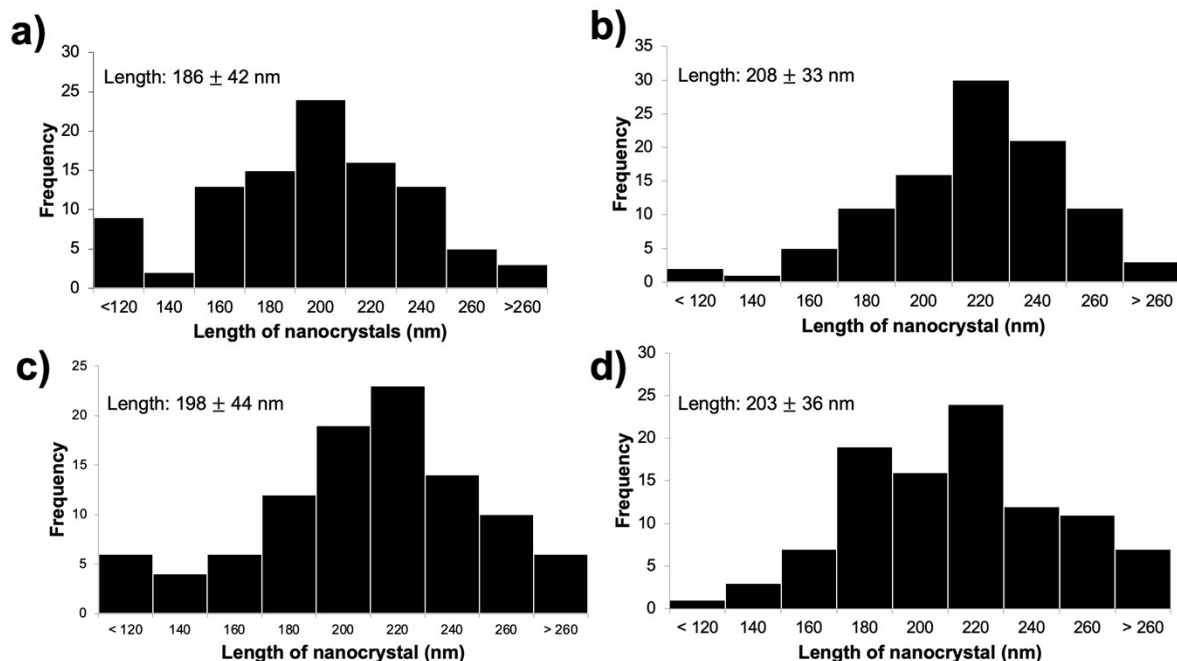 a)
Length: 186 ± 42 nm
Frequency
30
25
20
15
10
5
0
<120 140 160 180 200 220 240 260 >260
Length of nanocrystals (nm)
b)
Length: 208 ± 33 nm
Frequency
35
30
25
20
15
10
5
0
< 120 140 160 180 200 220 240 260 > 260
Length of nanocrystal (nm)
c)
Length: 198 ± 44 nm
Frequency
25
20
15
10
5
0
< 120 140 160 180 200 220 240 260 > 260
Length of nanocrystal (nm)
d)
Length: 203 ± 36 nm
Frequency
30
25
20
15
10
5
0
< 120 140 160 180 200 220 240 260 > 260
Length of nanocrystal (nm)